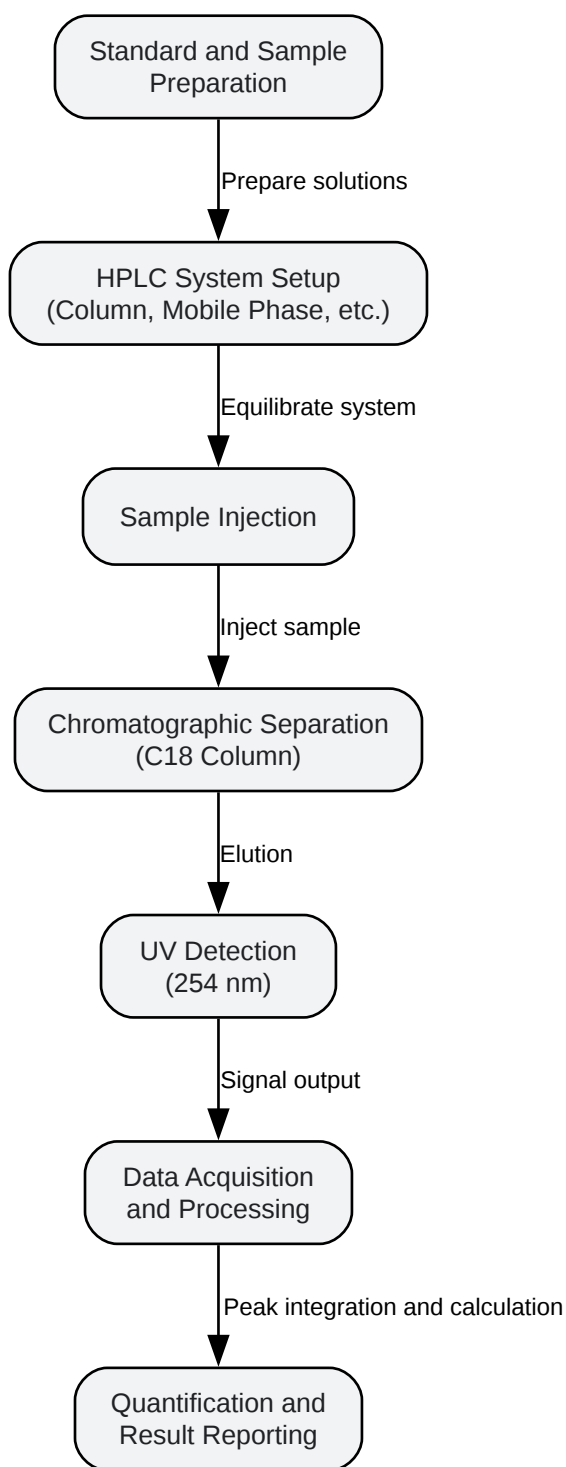 Standard and Sample
Preparation
Prepare solutions
HPLC System Setup
(Column, Mobile Phase, etc.)
Equilibrate system
Sample Injection
Inject sample
Chromatographic Separation
(C18 Column)
Elution
UV Detection
(254 nm)
Signal output
Data Acquisition
and Processing
Peak integration and calculation
Quantification and
Result Reporting